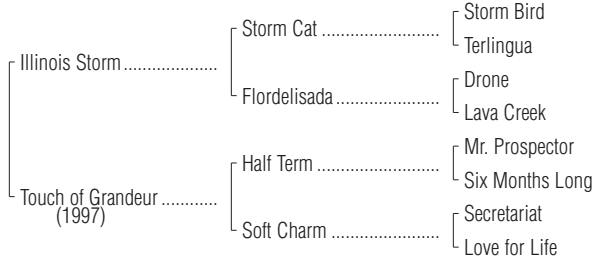 Storm Bird
Storm Cat ........................
Terlingua
Illinois Storm ....................
Drone
Flordelisada ......................
Lava Creek
Mr. Prospector
Half Term ..........................
Six Months Long
Touch of Grandeur ............
(1997)
Secretariat
Soft Charm .......................
Love for Life